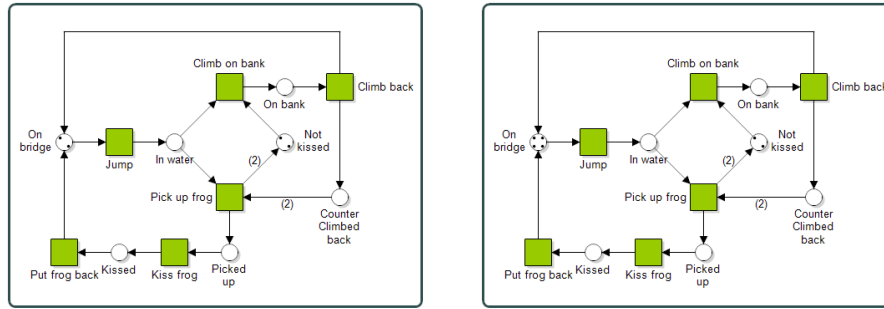 Climb on bank
On bank
Climb back
On
bridge
Jump
In water
Not
kissed
(2)
Pick up frog
(2)
Counter
Climbed
back
Put frog back
Kissed
Kiss frog
Picked
up
Climb on bank
On bank
Climb back
On
bridge
Jump
In water
Not
kissed
(2)
Pick up frog
(2)
Counter
Climbed
back
Put frog back
Kissed
Kiss frog
Picked
up